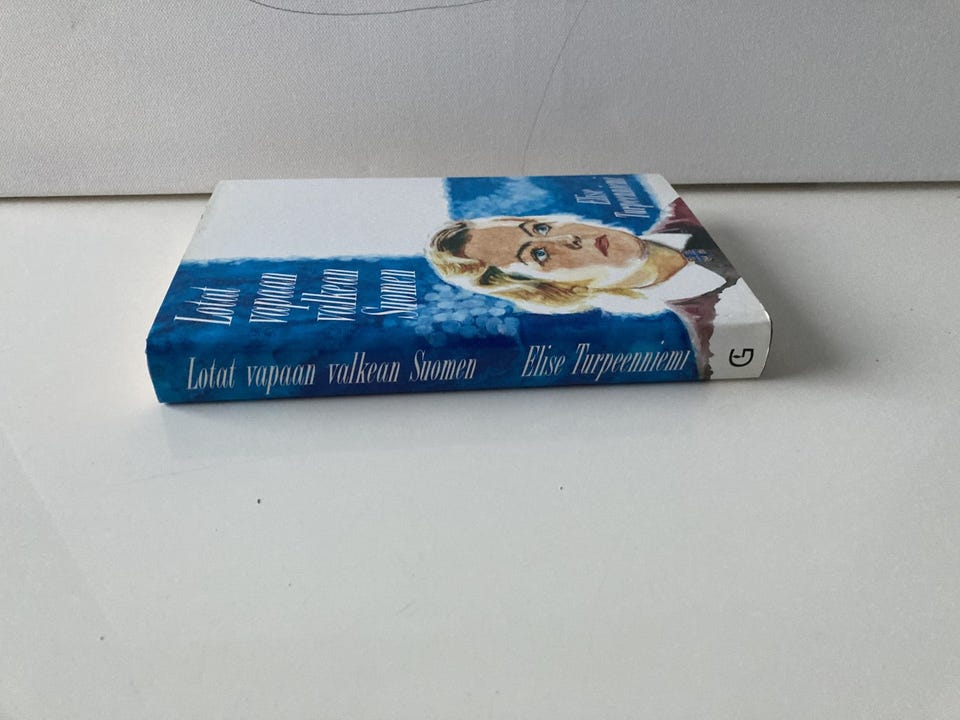 Lotat
vapaan
valkean
Suomen
Elise
Turpeenniemi
Lotat vapaan valkean Suomen Elise Turpeenniemi
G